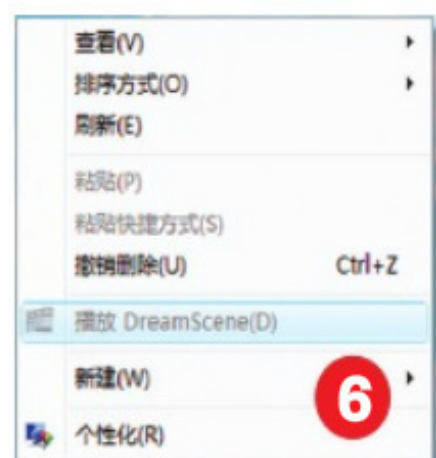 查看(V)
排序方式(O)
刷新(E)
粘贴(P)
粘贴快捷方式(S)
撤销删除(U) Ctrl+Z
播放 DreamScene(D)
新建(W)
6
个性化(R)